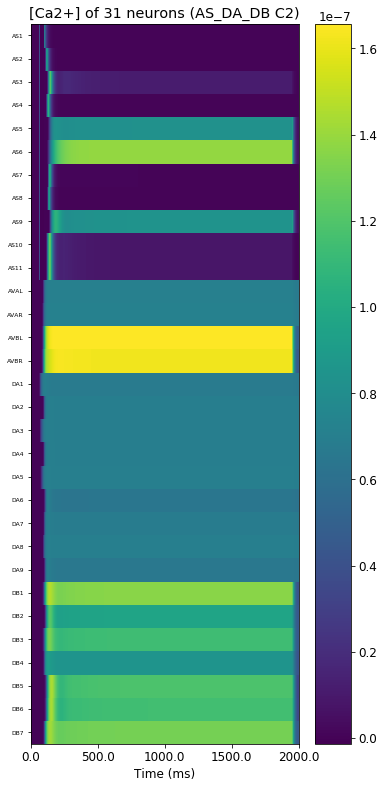 [Ca2+] of 31 neurons (AS_DA_DB C2)
1e−7
AS1
AS2
AS3
AS4
AS5
AS6
AS7
AS8
AS9
AS10
AS11
AVAL
AVAR
AVBL
AVBR
DA1
DA2
DA3
DA4
DA5
DA6
DA7
DA8
DA9
DB1
DB2
DB3
DB4
DB5
DB6
DB7
1.6
1.4
1.2
1.0
0.8
0.6
0.4
0.2
0.0
0.0 500.0 1000.0 1500.0 2000.0
Time (ms)